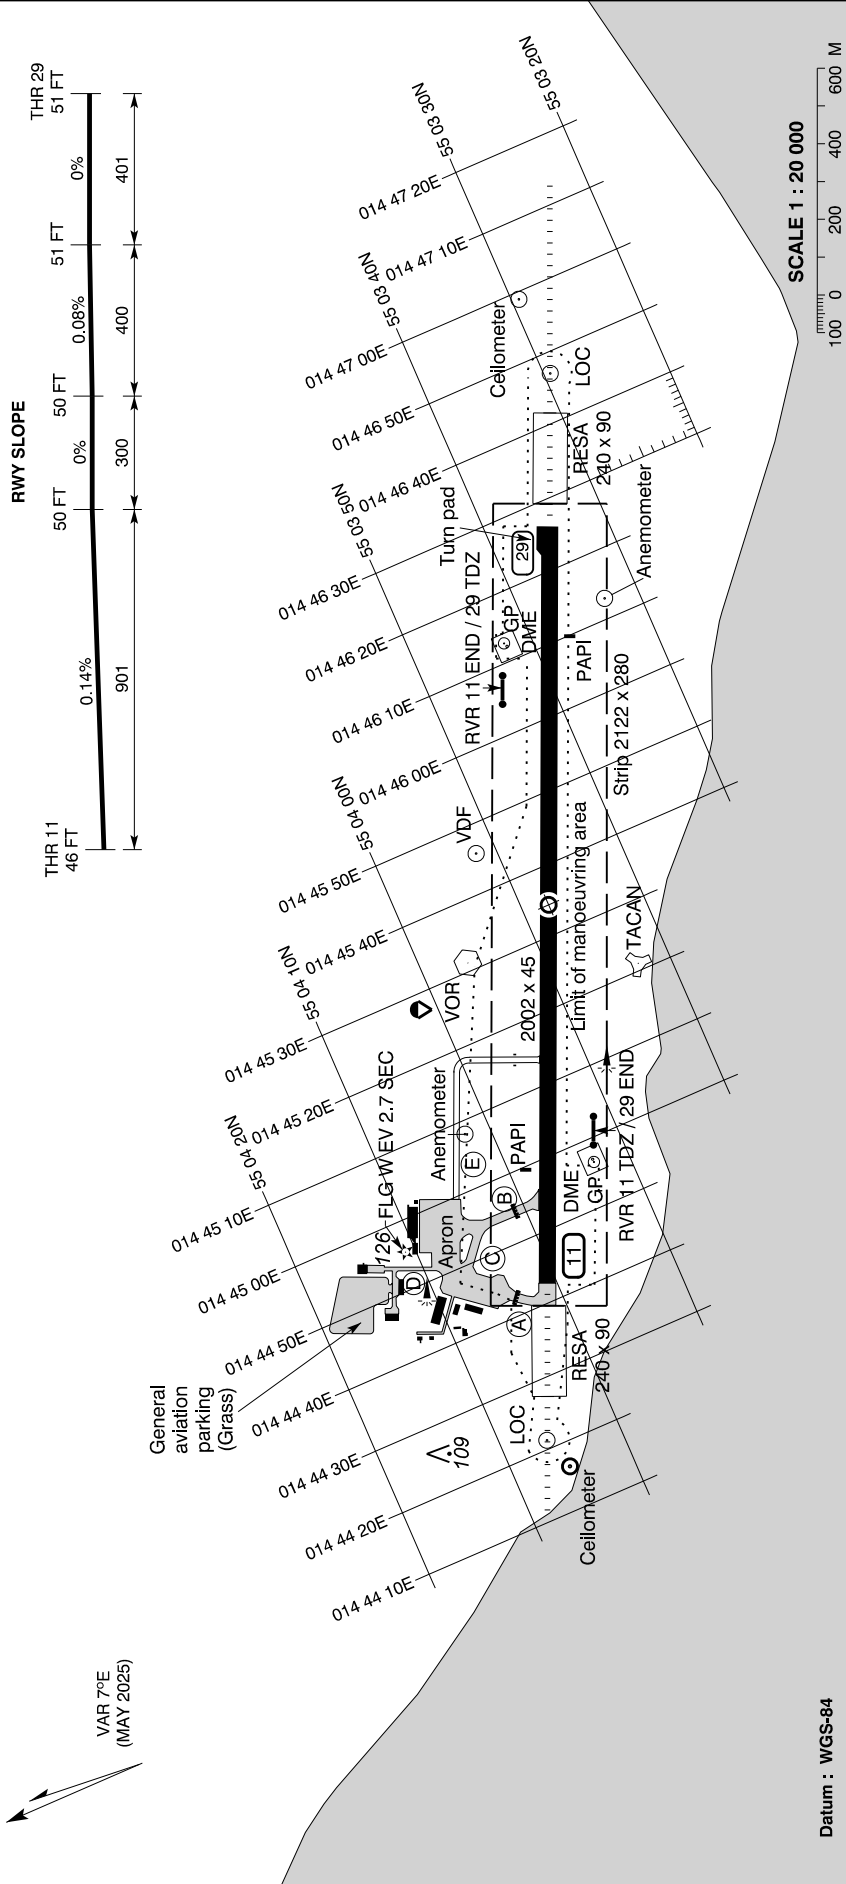 RWY SLOPE
THR 11
46 FT
50 FT
50 FT
51 FT
THR 29
51 FT
0.14%
0%
0.08%
0%
901
300
400
401
VAR 7°E
(MAY 2025)
55 04 20N
55 04 10N
55 04 00N
55 03 50N
55 03 40N
55 03 30N
55 03 20N
014 44 10E
014 44 20E
014 44 30E
014 44 40E
014 44 50E
014 45 00E
014 45 10E
014 45 20E
014 45 30E
014 45 40E
014 45 50E
014 46 00E
014 46 10E
014 46 20E
014 46 30E
014 46 40E
014 46 50E
014 47 00E
014 47 10E
014 47 20E
General
aviation
parking
(Grass)
126
FLG W EV 2.7 SEC
109
D
Apron
Anemometer
VOR
VDF
RVR 11 END / 29 TDZ
Turn pad
Ceilometer
A
C
B
E
PAPI
2002 x 45
GP
DME
29
LOC
LOC
Ceilometer
RESA
240 x 90
11
DME
GP
RVR 11 TDZ / 29 END
Limit of manoeuvring area
TACAN
Strip 2122 x 280
PAPI
Anemometer
RESA
240 x 90
Datum : WGS-84
SCALE 1 : 20 000
100 0 200 400 600 M